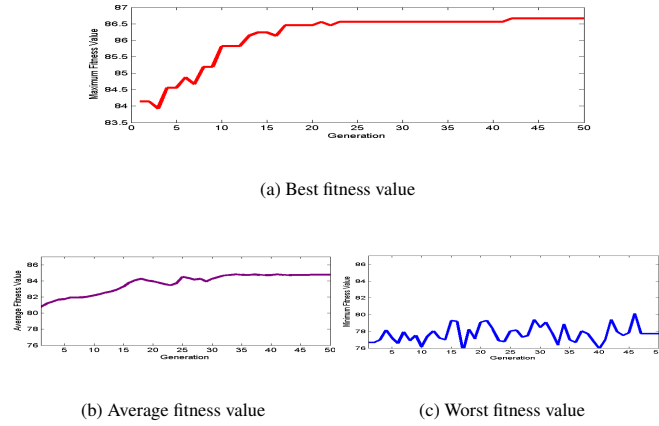 87
86.5
86
85.5
85
84.5
84
83.5
0 5 10 15 20 25 30 35 40 45 50
Maximum Fitness Value
Generation
(a) Best fitness value
86
84
82
80
78
76
5 10 15 20 25 30 35 40 45 50
Average Fitness Value
Generation
(b) Average fitness value
86
84
82
80
78
76
5 10 15 20 25 30 35 40 45 50
Minimum Fitness Value
Generation
(c) Worst fitness value